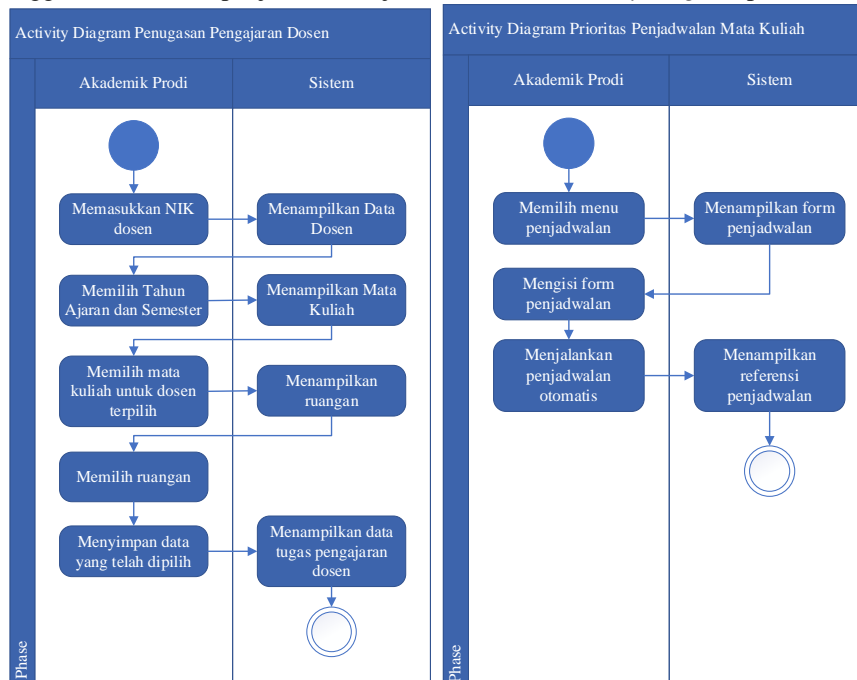 Activity Diagram Penugasan Pengajaran Dosen
Akademik Prodi
Sistem
Memasukkan NIK
dosen
Menampilkan Data
Dosen
Memilih Tahun
Ajaran dan Semester
Menampilkan Mata
Kuliah
Memilih mata
kuliah untuk dosen
terpilih
Menampilkan
ruangan
Memilih ruangan
Menyimpan data
yang telah dipilih
Menampilkan data
tugas pengajaran
dosen
Phase
Activity Diagram Prioritas Penjadwalan Mata Kuliah
Akademik Prodi
Sistem
Memilih menu
penjadwalan
Menampilkan form
penjadwalan
Mengisi form
penjadwalan
Menjalankan
penjadwalan
otomatis
Menampilkan
referensi
penjadwalan
Phase